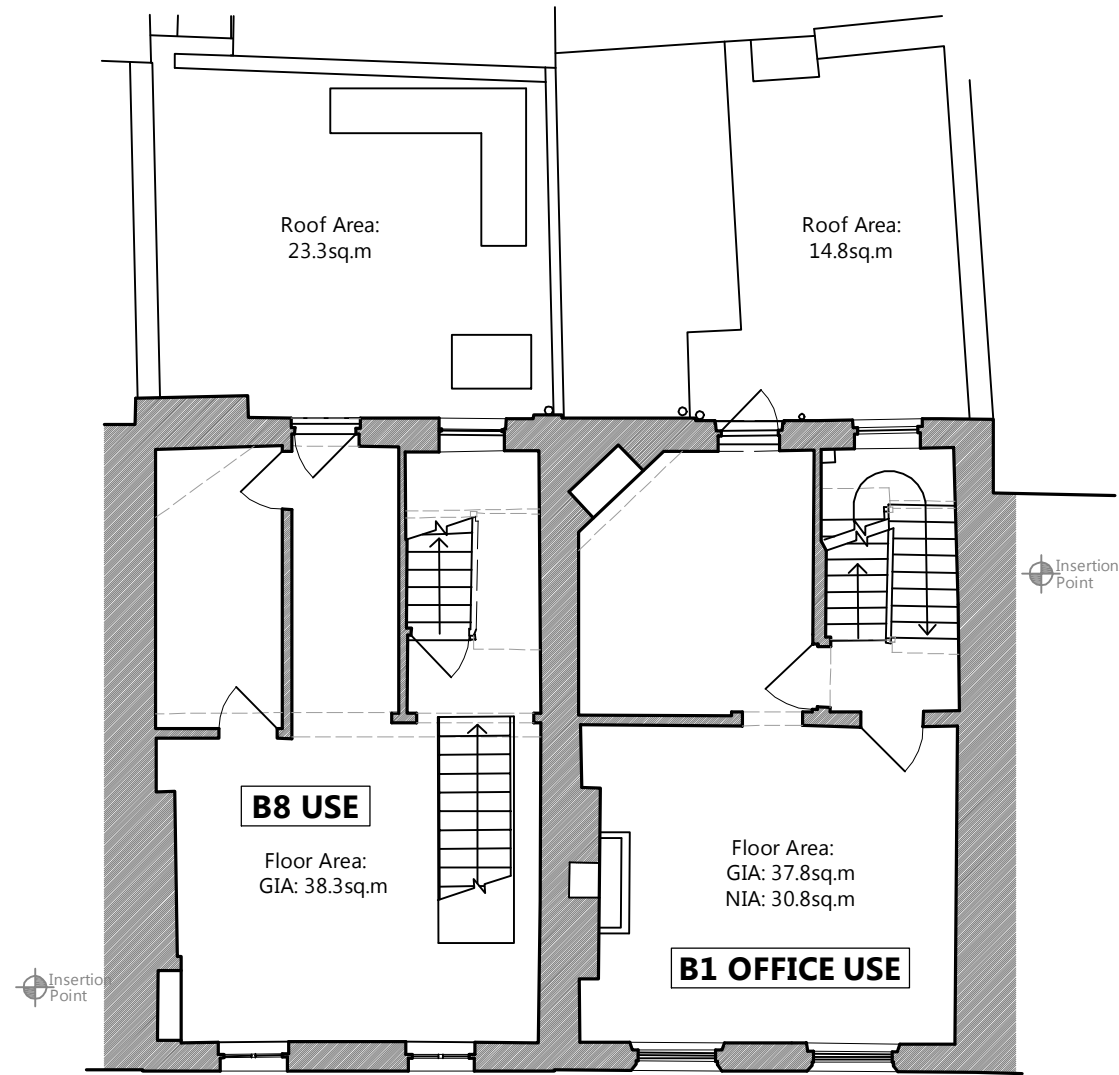 Roof Area:
23.3sq.m
Roof Area:
14.8sq.m
Insertion
Point
B8 USE
Floor Area:
GIA: 38.3sq.m
Floor Area:
GIA: 37.8sq.m
NIA: 30.8sq.m
B1 OFFICE USE
Insertion
Point